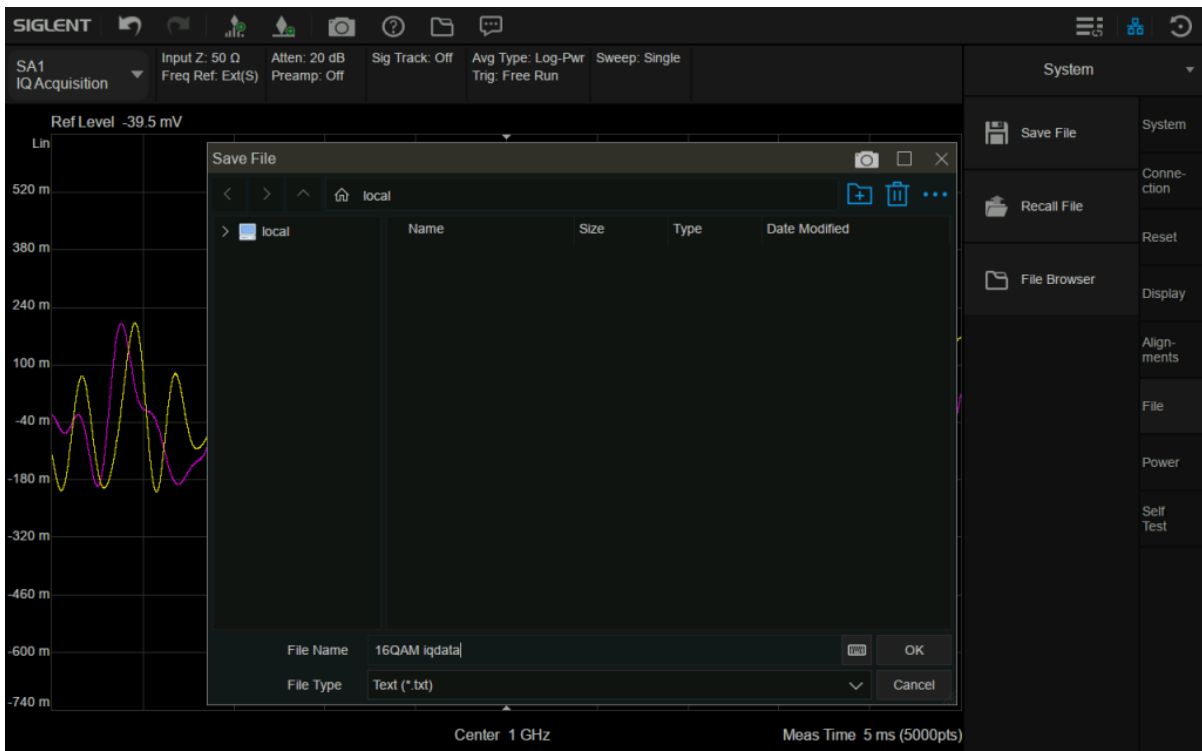 SIGLENT
SA1
IQ Acquisition
Input Z: 50 Ω
Freq Ref: Ext(S)
Atten: 20 dB
Preamp: Off
Sig Track: Off
Avg Type: Log-Pwr
Trig: Free Run
Sweep: Single
System
Ref Level -39.5 mV
Lin
520 m
380 m
240 m
100 m
-40 m
-180 m
-320 m
-460 m
-600 m
-740 m
Save File
local
local
Name Size Type Date Modified
File Name 16QAM iqdata OK
File Type Text (*.txt) Cancel
Center 1 GHz
Meas Time 5 ms (5000pts)
Save File
Recall File
File Browser
System
Conne-
ction
Reset
Display
Align-
ments
File
Power
Self
Test